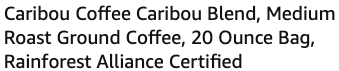 Caribou Coffee Caribou Blend, Medium
Roast Ground Coffee, 20 Ounce Bag,
Rainforest Alliance Certified